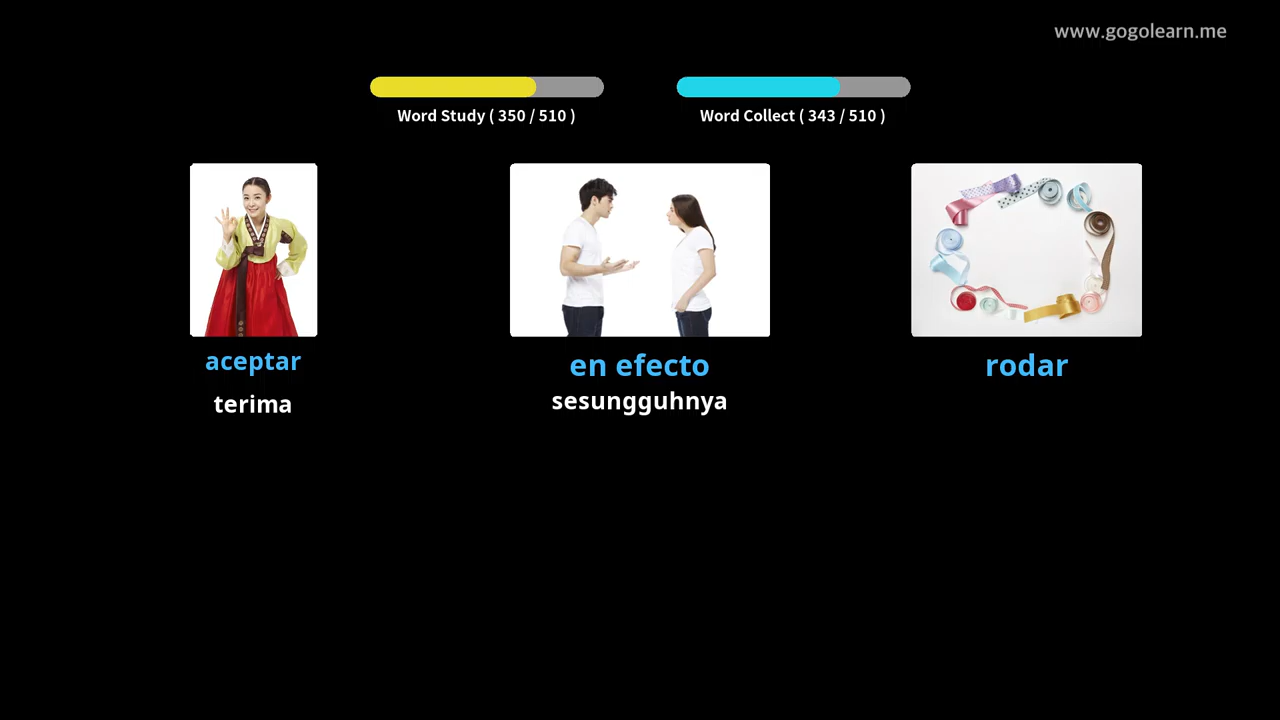 www.gogolearn.me
Word Study ( 350 / 510 )
Word Collect ( 343 / 510 )
aceptar
terima
en efecto
sesungguhnya
rodar